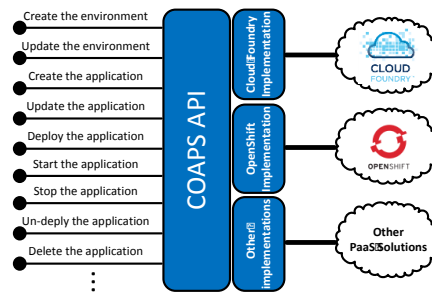 Create the environment
Update the environment
Create the application
Update the application
Deploy the application
Start the application
Stop the application
Un-deply the application
Delete the application
COAPS API
Cloud Foundry
Implementation
OpenShift
Implementation
Other
implementations
CLOUD
FOUNDRY
OPENSHIFT
Other
PaaS Solutions